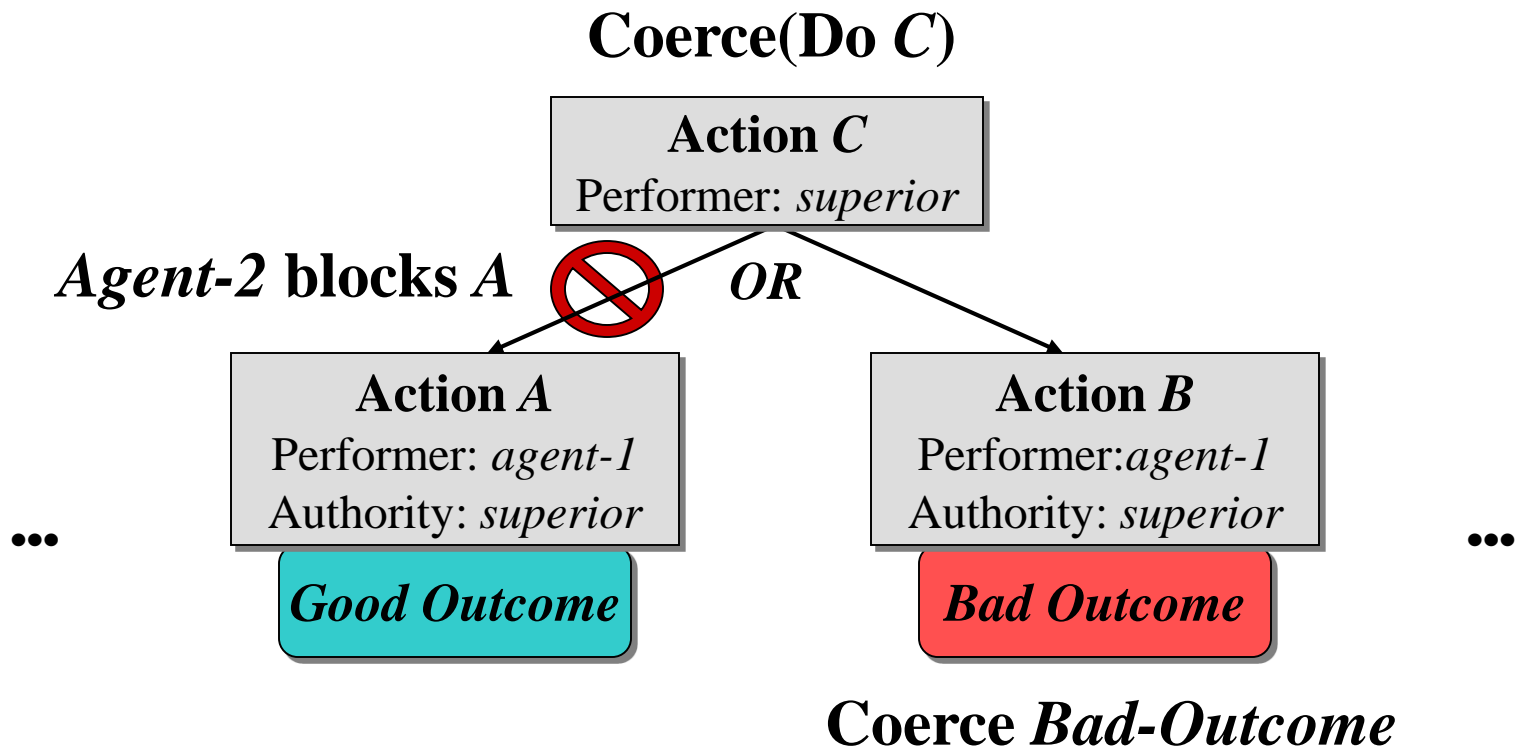 Coerce(Do C)
Action C
Performer: superior
Agent-2 blocks A
OR
Action A
Performer: agent-1
Authority: superior
Action B
Performer:agent-1
Authority: superior
...
...
Good Outcome
Bad Outcome
Coerce Bad-Outcome